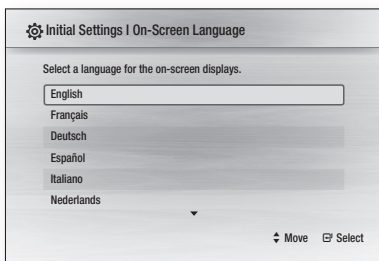 Initial Settings I On-Screen Language
Select a language for the on-screen displays.
English
Français
Deutsch
Español
Italiano
Nederlands
Move Select